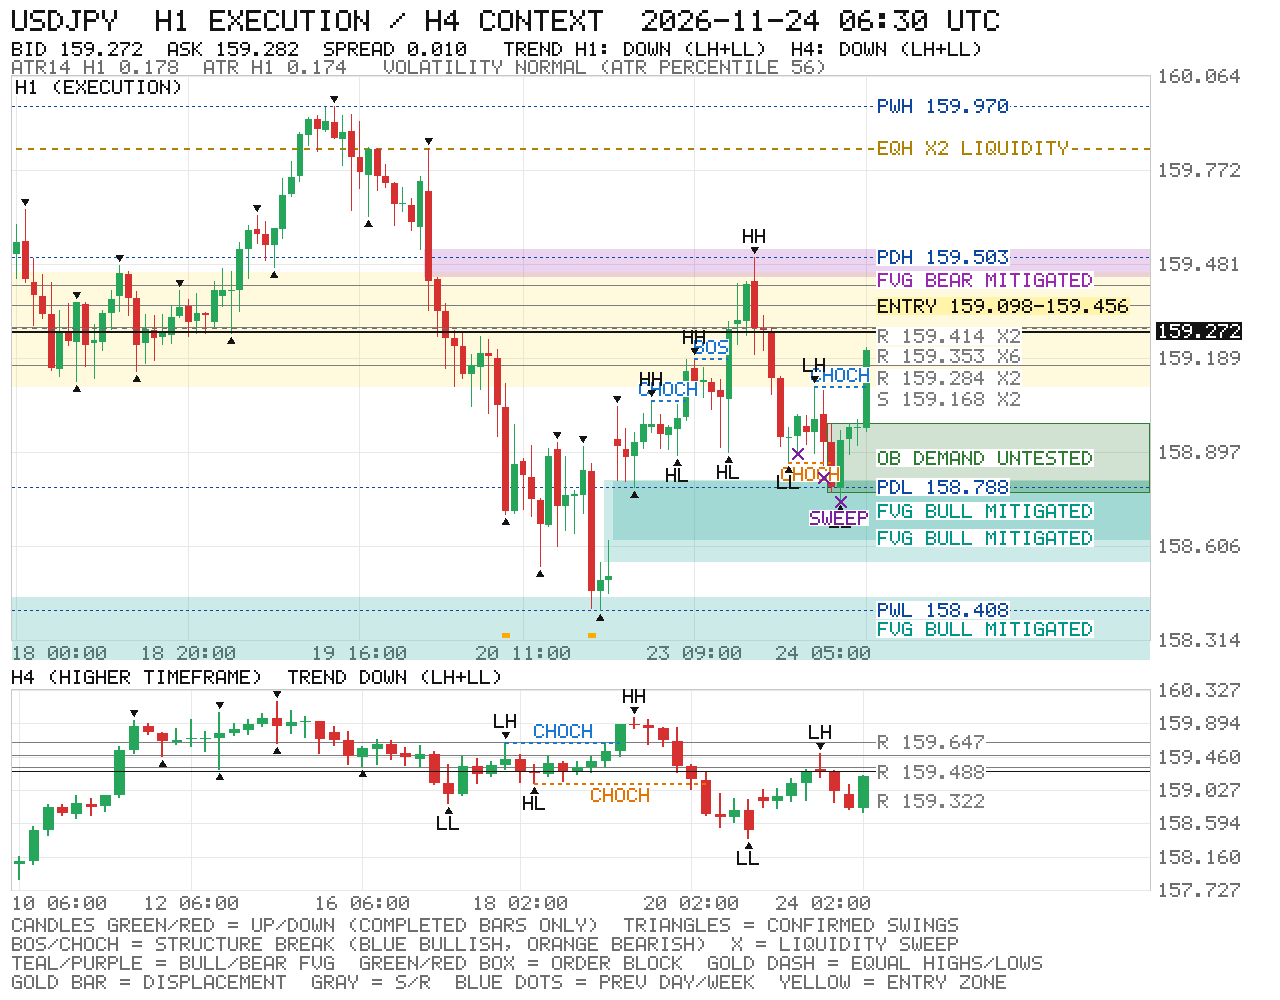 USDJPY  H1 EXECUTION / H4 CONTEXT  2026-11-24 06:30 UTC
BID 159.272  ASK 159.282  SPREAD 0.010  TREND H1: DOWN (LH+LL)  H4: DOWN (LH+LL)
ATR14 H1 0.178  ATR H1 0.174  VOLATILITY NORMAL (ATR PERCENTILE 56)
H1 (EXECUTION)
160.064
PWH 159.970
EQH X2 LIQUIDITY
159.772
HH
PDH 159.503
159.481
FVG BEAR MITIGATED
ENTRY 159.098-159.456
159.272
R 159.414 X2
HH
BOS
R 159.353 X6
159.189
LH
HH
CHOCH
R 159.284 X2
CHOCH
S 159.168 X2
158.897
OB DEMAND UNTESTED
HL
HL
CHOCH
LL
PDL 158.788
FVG BULL MITIGATED
SWEEP
FVG BULL MITIGATED
158.606
PWL 158.408
FVG BULL MITIGATED
158.314
18 00:00
18 20:00
19 16:00
20 11:00
23 09:00
24 05:00
H4 (HIGHER TIMEFRAME)  TREND DOWN (LH+LL)
160.327
HH
LH
CHOCH
159.894
LH
R 159.647
159.460
R 159.488
159.027
CHOCH
HL
R 159.322
LL
158.594
LL
158.160
157.727
10 06:00
12 06:00
16 06:00
18 02:00
20 02:00
24 02:00
CANDLES GREEN/RED = UP/DOWN (COMPLETED BARS ONLY)  TRIANGLES = CONFIRMED SWINGS
BOS/CHOCH = STRUCTURE BREAK (BLUE BULLISH, ORANGE BEARISH)  X = LIQUIDITY SWEEP
TEAL/PURPLE = BULL/BEAR FVG  GREEN/RED BOX = ORDER BLOCK  GOLD DASH = EQUAL HIGHS/LOWS
GOLD BAR = DISPLACEMENT  GRAY = S/R  BLUE DOTS = PREV DAY/WEEK  YELLOW = ENTRY ZONE